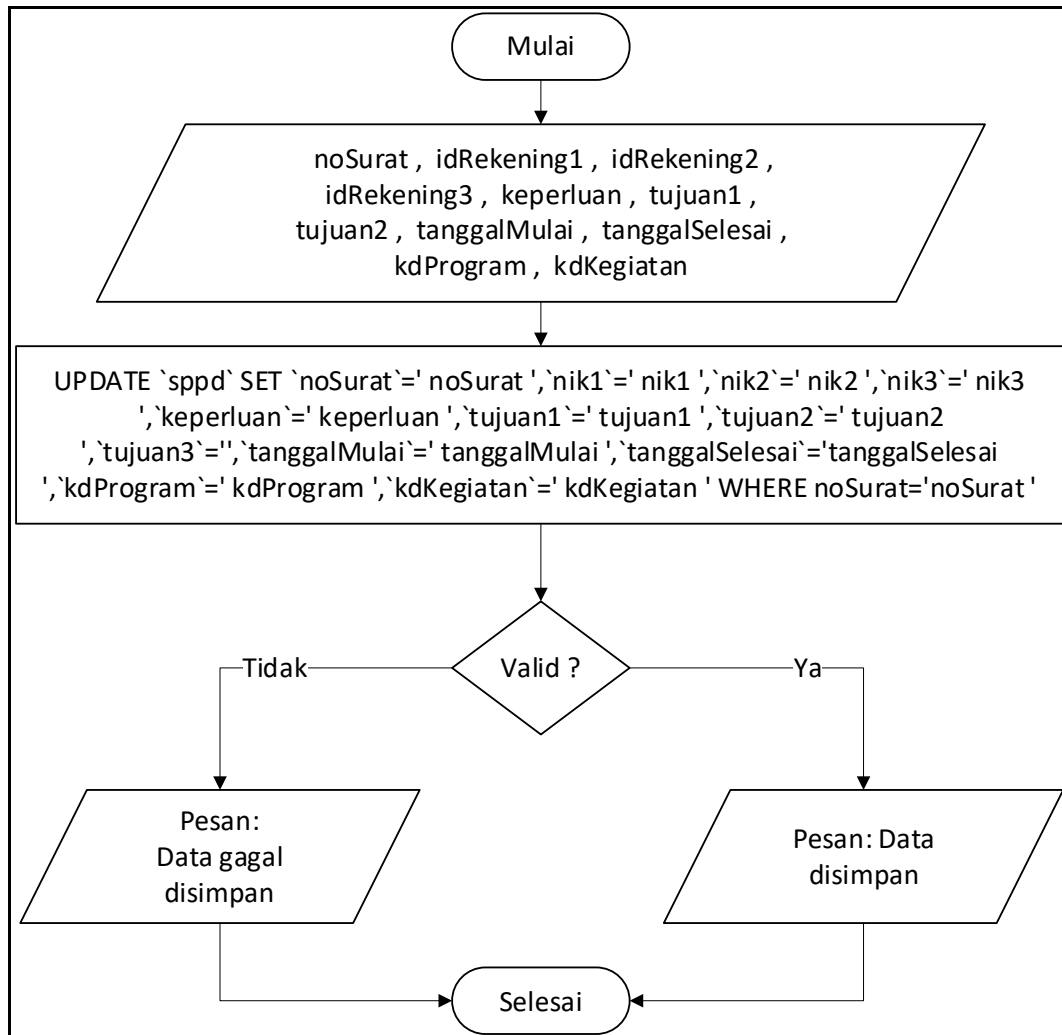 Mulai
noSurat , idRekening1 , idRekening2 ,
idRekening3 , keperluan , tujuan1 ,
tujuan2 , tanggalMulai , tanggalSelesai ,
kdProgram , kdKegiatan
UPDATE `sppd` SET `noSurat`=' noSurat ',`nik1`=' nik1 ',`nik2`=' nik2 ',`nik3`=' nik3
',`keperluan`=' keperluan ',`tujuan1`=' tujuan1 ',`tujuan2`=' tujuan2
',`tujuan3`='',`tanggalMulai`=' tanggalMulai ',`tanggalSelesai`='tanggalSelesai
',`kdProgram`=' kdProgram ',`kdKegiatan`=' kdKegiatan ' WHERE noSurat='noSurat '
Tidak
Valid ?
Ya
Pesan:
Data gagal
disimpan
Pesan: Data
disimpan
Selesai